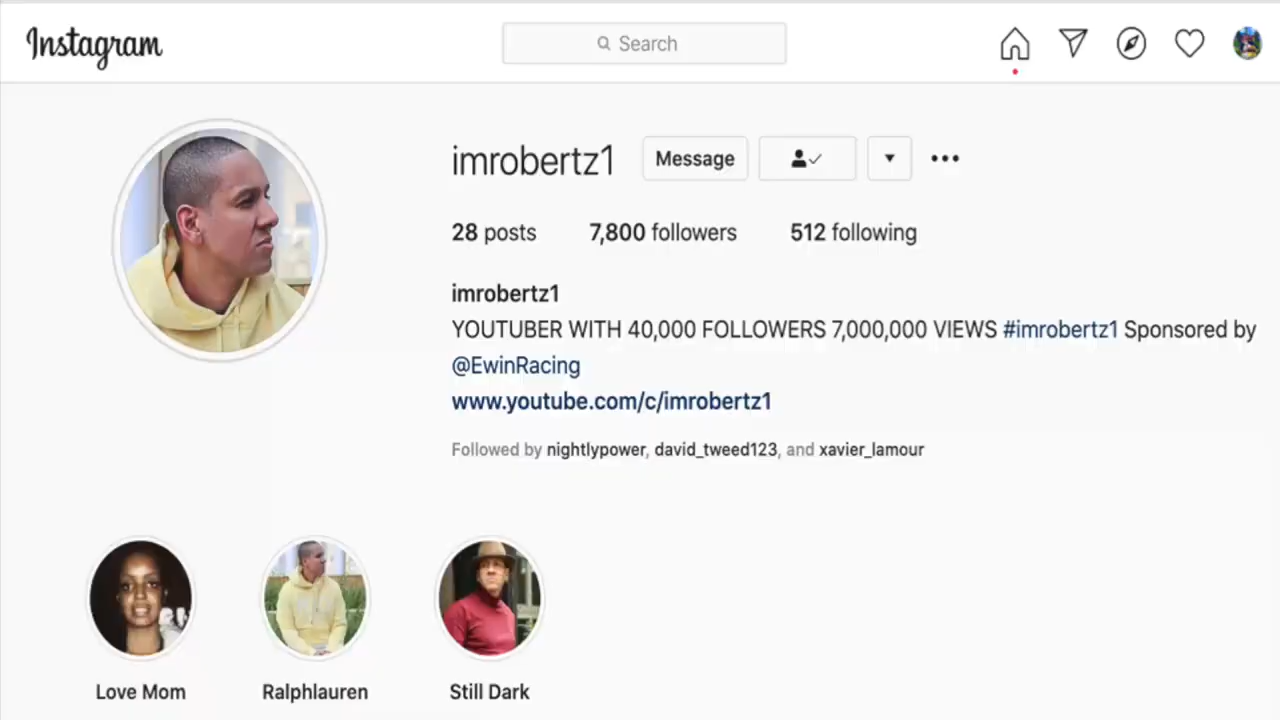 Instagram
Search
imrobertz1
Message
28 posts 7,800 followers 512 following
imrobertz1
YOUTUBER WITH 40,000 FOLLOWERS 7,000,000 VIEWS #imrobertz1 Sponsored by
@EwinRacing
www.youtube.com/c/imrobertz1
Followed by nightlypower, david_tweed123, and xavier_lamour
Love Mom Ralphlauren Still Dark